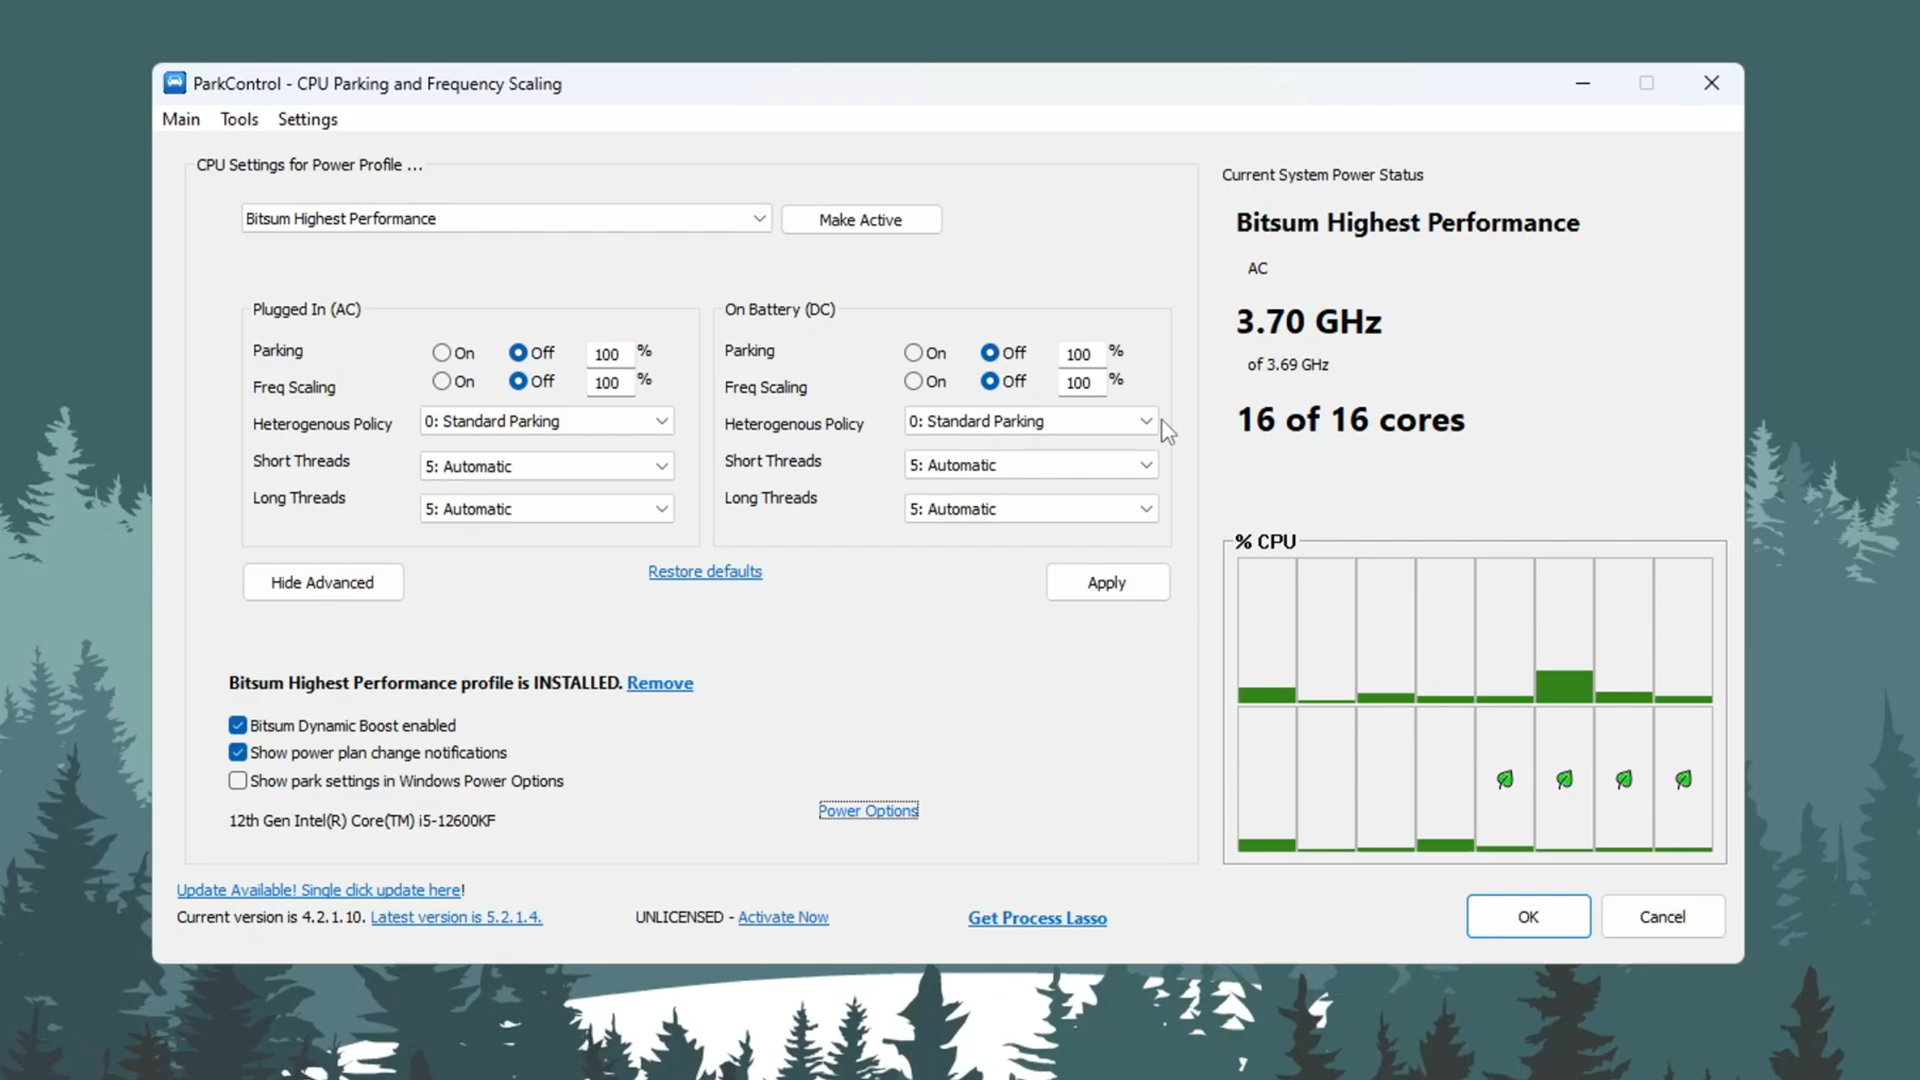 ParkControl - CPU Parking and Frequency Scaling
Main Tools Settings
CPU Settings for Power Profile ...
Bitsum Highest Performance
Make Active
Plugged In (AC)
Parking On Off 100 %
Freq Scaling On Off 100 %
Heterogenous Policy 0: Standard Parking
Short Threads 5: Automatic
Long Threads 5: Automatic
On Battery (DC)
Parking On Off 100 %
Freq Scaling On Off 100 %
Heterogenous Policy 0: Standard Parking
Short Threads 5: Automatic
Long Threads 5: Automatic
Hide Advanced
Restore defaults
Apply
Bitsum Highest Performance profile is INSTALLED. Remove
Bitsum Dynamic Boost enabled
Show power plan change notifications
Show park settings in Windows Power Options
12th Gen Intel(R) Core(TM) i5-12600KF
Power Options
Current System Power Status
Bitsum Highest Performance
AC
3.70 GHz
of 3.69 GHz
16 of 16 cores
% CPU
Update Available! Single click update here!
Current version is 4.2.1.10. Latest version is 5.2.1.4.
UNLICENSED - Activate Now
Get Process Lasso
OK
Cancel